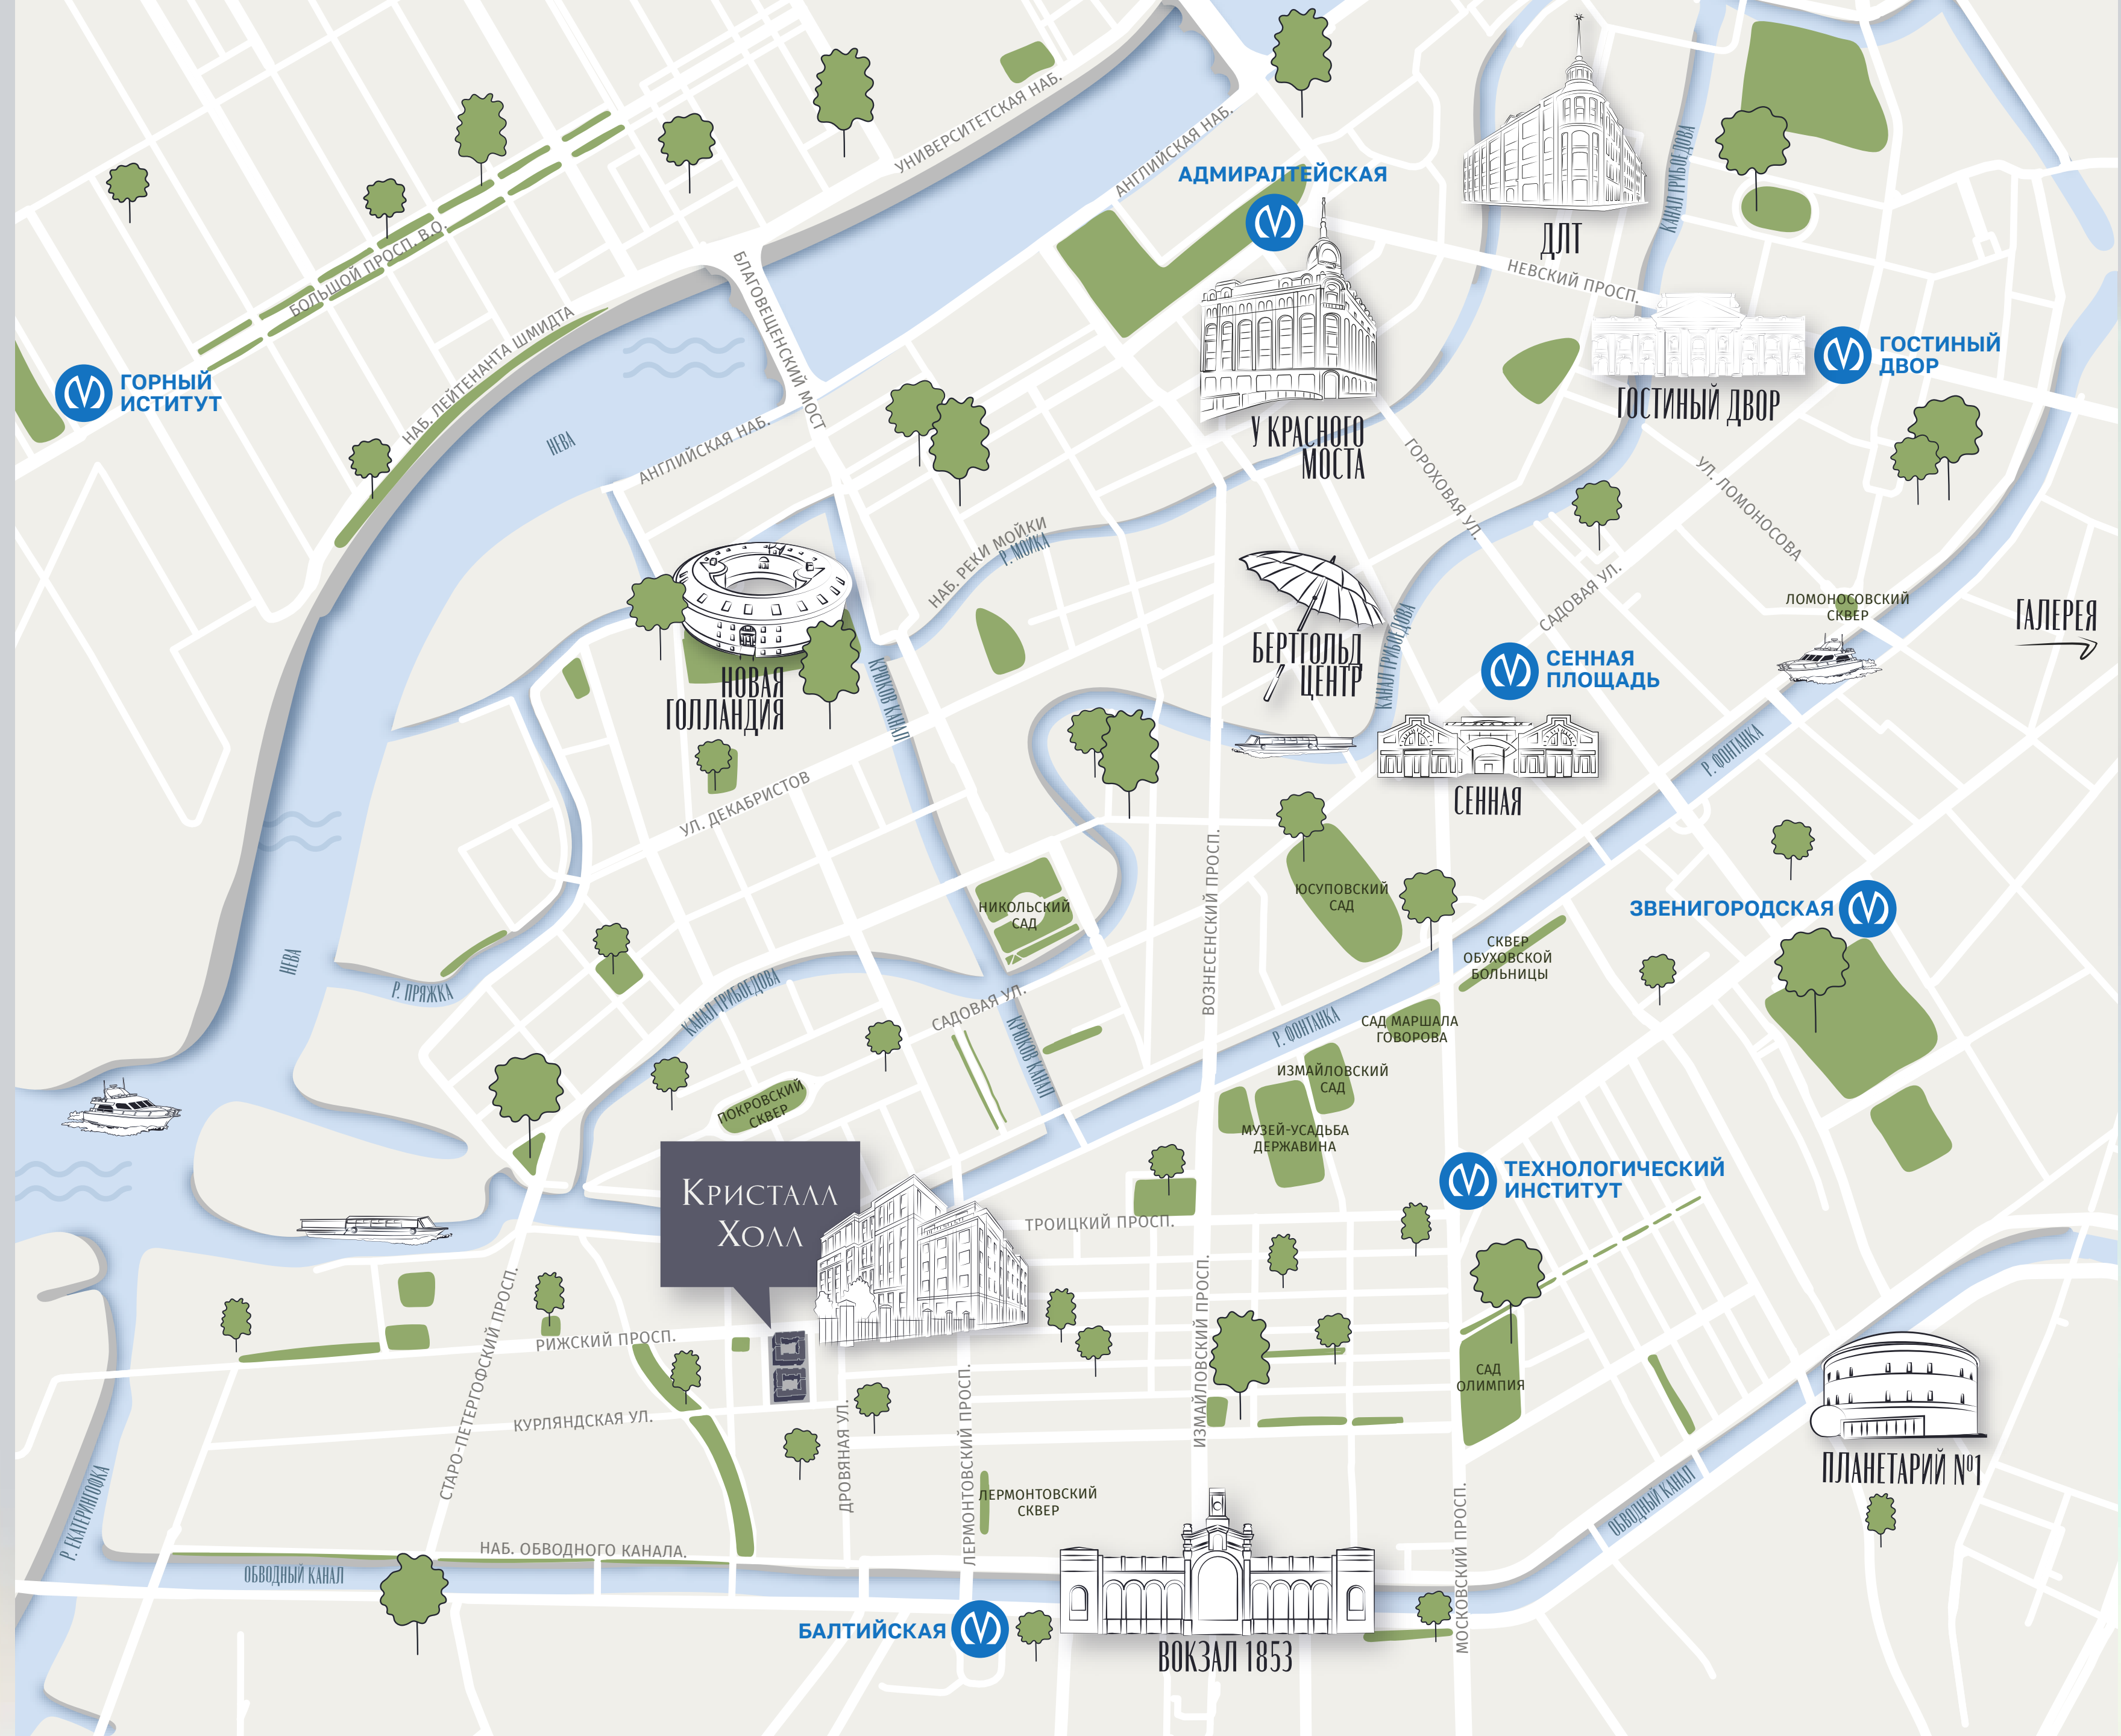 УНИВЕРСИТЕТСКАЯ НАБ.
АНГЛИЙСКАЯ НАБ.
АДМИРАЛТЕЙСКАЯ
КАНАЛ ГРИБОЕДОВА
ДЛТ
НЕВСКИЙ ПРОСП.
БОЛЬШОЙ ПРОСП. В.О.
БЛАГОВЕЩЕНСКИЙ МОСТ
НАБ. ЛЕЙТЕНАНТА ШМИДТА
ГОРНЫЙ
ИСТИТУТ
ГОСТИНЫЙ
ДВОР
ГОСТИНЫЙ ДВОР
У КРАСНОГО
МОСТА
НЕВА
АНГЛИЙСКАЯ НАБ.
ГОРОХОВАЯ УЛ.
УЛ. ЛОМОНОСОВА
НАБ. РЕКИ МОЙКИ
Р. МОЙКА
САДОВАЯ УЛ.
ЛОМОНОСОВСКИЙ
СКВЕР
ГАЛЕРЕЯ
БЕРТГОЛЬД
ЦЕНТР
КАНАЛ ГРИБОЕДОВА
СЕННАЯ
ПЛОЩАДЬ
НОВАЯ
ГОЛЛАНДИЯ
КРЮКОВ КАНАЛ
Р. ФОНТАНКА
СЕННАЯ
УЛ. ДЕКАБРИСТОВ
ВОЗНЕСЕНСКИЙ ПРОСП.
ЮСУПОВСКИЙ
САД
НИКОЛЬСКИЙ
САД
ЗВЕНИГОРОДСКАЯ
СКВЕР
ОБУХОВСКОЙ
БОЛЬНИЦЫ
НЕВА
Р. ПРЯЖКА
КАНАЛ ГРИБОЕДОВА
САДОВАЯ УЛ.
КРЮКОВ КАНАЛ
Р. ФОНТАНКА
САД МАРШАЛА
ГОВОРОВА
ИЗМАЙЛОВСКИЙ
САД
ПОКРОВСКИЙ
СКВЕР
МУЗЕЙ-УСАДЬБА
ДЕРЖАВИНА
ТЕХНОЛОГИЧЕСКИЙ
ИНСТИТУТ
КРИСТАЛЛ
ХОЛЛ
ТРОИЦКИЙ ПРОСП.
СТАРО-ПЕТЕРГОФСКИЙ ПРОСП.
РИЖСКИЙ ПРОСП.
ИЗМАЙЛОВСКИЙ ПРОСП.
САД
ОЛИМПИЯ
КУРЛЯНДСКАЯ УЛ.
ДРОВЯНАЯ УЛ.
ЛЕРМОНТОВСКИЙ ПРОСП.
ПЛАНЕТАРИЙ №1
ЛЕРМОНТОВСКИЙ
СКВЕР
МОСКОВСКИЙ ПРОСП.
ОБВОДНЫЙ КАНАЛ
Р. ЕКАТЕРИНГОФКА
НАБ. ОБВОДНОГО КАНАЛА.
ОБВОДНЫЙ КАНАЛ
БАЛТИЙСКАЯ
ВОКЗАЛ 1853